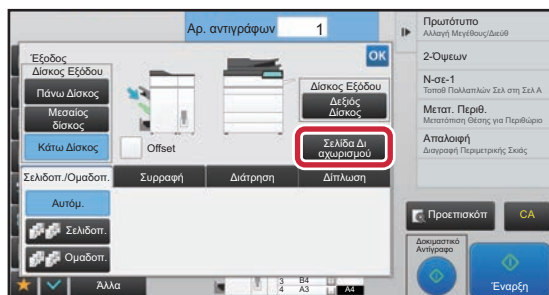 Αρ. αντιγράφων
1
Έξοδος
OK
Δίσκος Εξόδου
Πάνω Δίσκος
Μεσαίος
δίσκος
Κάτω Δίσκος
Offset
Δίσκος Εξόδου
Δεξιός
Δίσκος
Σελίδα Δι
αχωρισμού
Σελιδοπ./Ομαδοπ.
Συρραφή
Διάτρηση
Δίπλωση
Αυτόμ.
Σελιδοπ.
Ομαδοπ.
Άλλα
3 B4
4 A3
A4
Πρωτότυπο
Αλλαγή Μεγέθους/Διεύθ
2-Όψεων
N-σε-1
Τοποθ Πολλαπλών Σελ στη Σελ Α
Μετατ. Περιθ.
Μετατόπιση Θέσης για Περιθώριο
Απαλοιφή
Διαγραφή Περιμετρικής Σκιάς
Προεπισκόπ
CA
Δοκιμαστικό
Αντίγραφο
Έναρξη